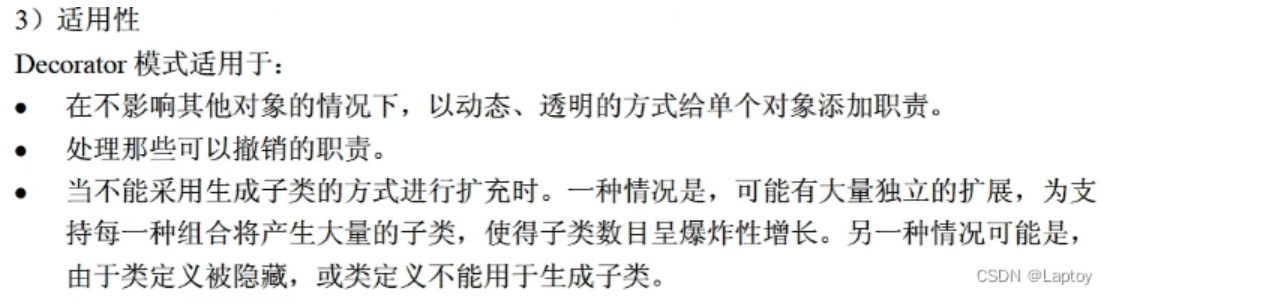 3）适用性
Decorator 模式适用于：
● 在不影响其他对象的情况下，以动态、透明的方式给单个对象添加职责。
● 处理那些可以撤销的职责。
● 当不能采用生成子类的方式进行扩充时。一种情况是，可能有大量独立的扩展，为支
持每一种组合将产生大量的子类，使得子类数目呈爆炸性增长。另一种情况可能是，
由于类定义被隐藏，或类定义不能用于生成子类。
CSDN @Laptoy